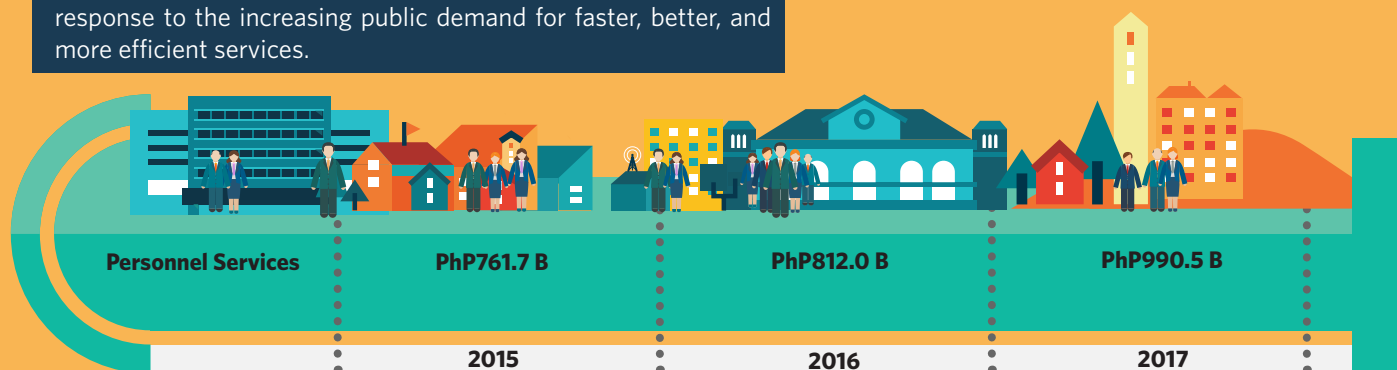 response to the increasing public demand for faster, better, and
more efficient services.
Personnel Services PhP761.7 B PhP812.0 B PhP990.5 B
2015 2016 2017